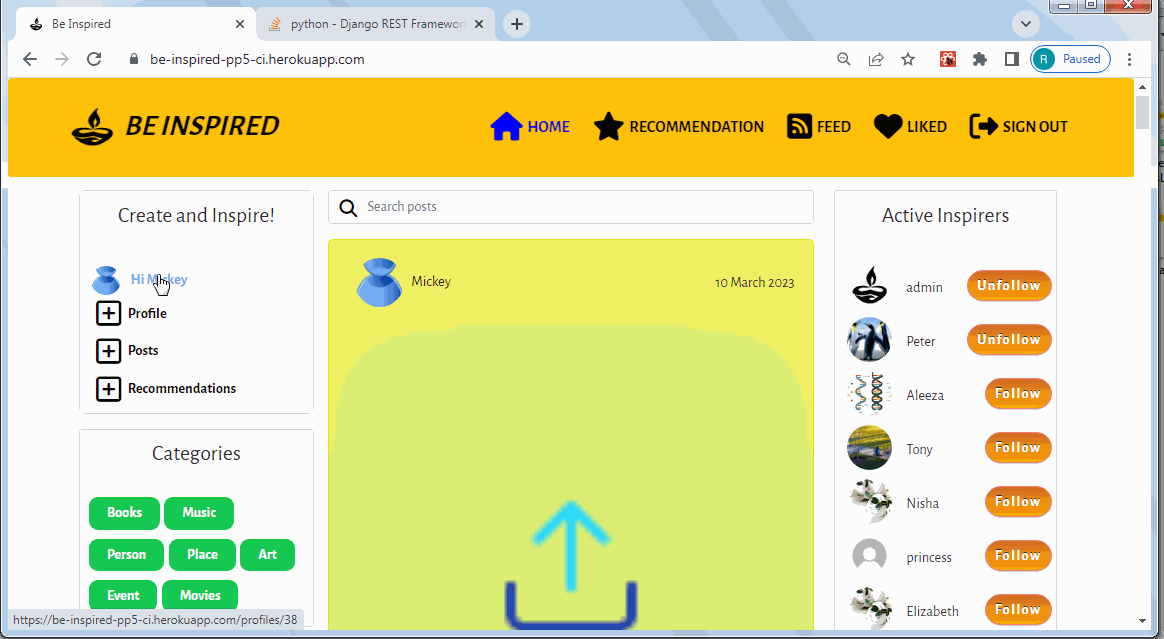 Be Inspired
python - Django REST Framework
be-inspired-pp5-ci.herokuapp.com
R Paused
BE INSPIRED
HOME
RECOMMENDATION
FEED
LIKED
SIGN OUT
Create and Inspire!
Hi Mickey
Profile
Posts
Recommendations
Categories
Books Music
Person Place Art
Event Movies
https://be-inspired-pp5-ci.herokuapp.com/profiles/38
Search posts
Mickey 10 March 2023
Active Inspirers
admin Unfollow
Peter Unfollow
Aleeza Follow
Tony Follow
Nisha Follow
princess Follow
Elizabeth Follow